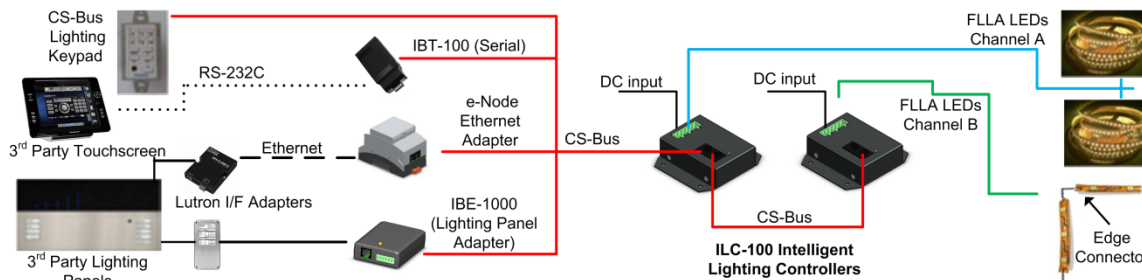 CS-Bus
Lighting
Keypad
IBT-100 (Serial)
RS-232C
3rd Party Touchscreen
e-Node
Ethernet
Adapter
Ethernet
Lutron I/F Adapters
IBE-1000
(Lighting Panel
Adapter)
3rd Party Lighting
Panels
CS-Bus
DC input
DC input
FLLA LEDs
Channel A
FLLA LEDs
Channel B
CS-Bus
ILC-100 Intelligent
Lighting Controllers
Edge
Connecto